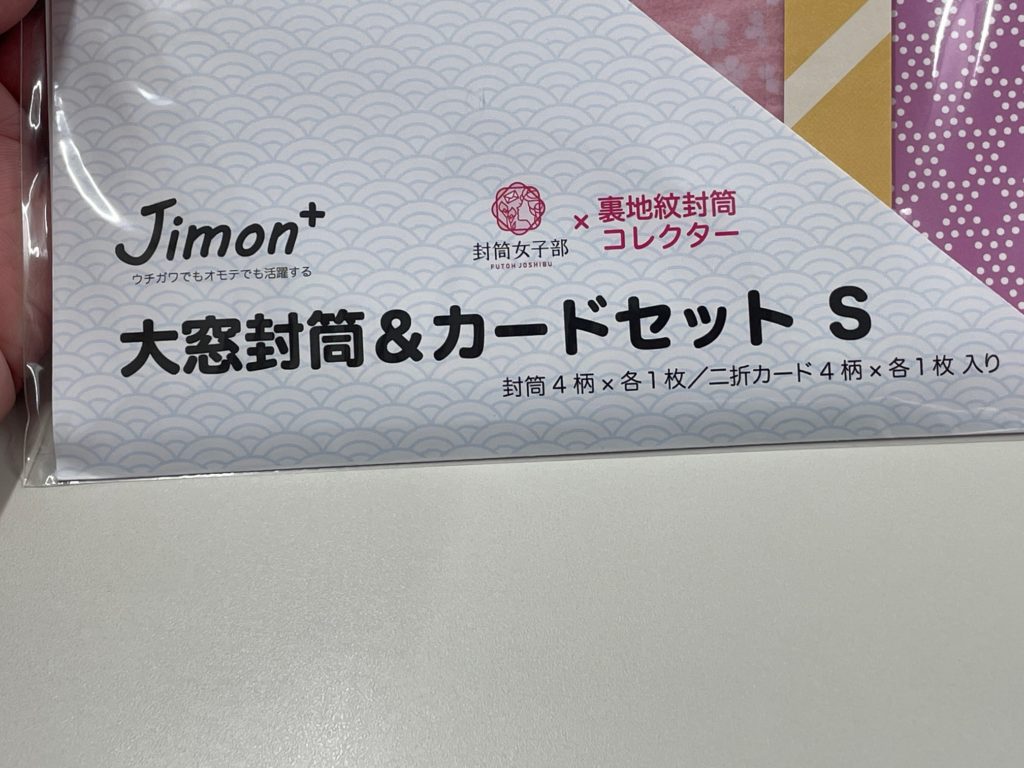 Jimon+
ウチガワでもオモテでも活躍する
封筒女子部
FUTOH JOSHIBU
×
裏地紋封筒
コレクター
大窓封筒&カードセット S
封筒4柄×各1枚/二折カード4柄×各1枚 入り